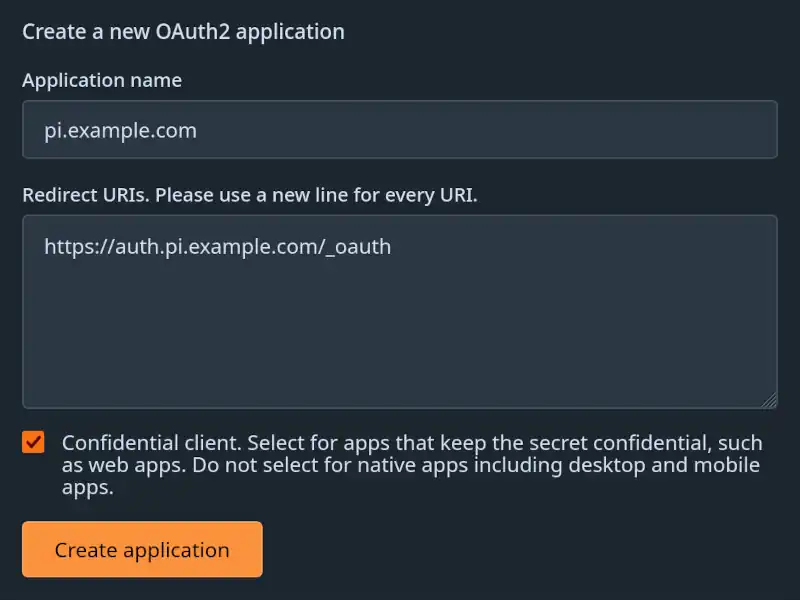 Create a new OAuth2 application
Application name
pi.example.com
Redirect URIs. Please use a new line for every URI.
https://auth.pi.example.com/_oauth
Confidential client. Select for apps that keep the secret confidential, such
as web apps. Do not select for native apps including desktop and mobile
apps.
Create application